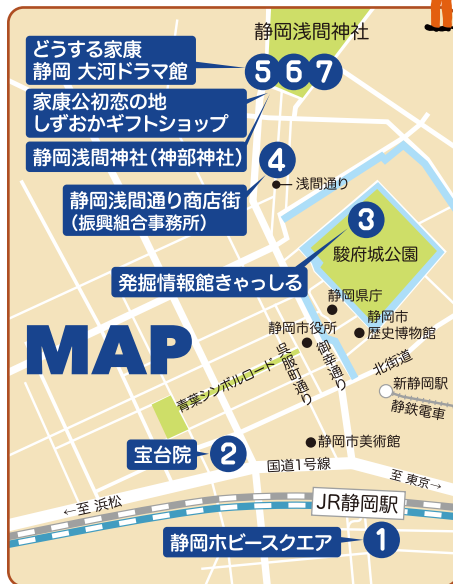 静岡浅間神社
どうする家康
静岡 大河ドラマ館
5 6 7
家康公初恋の地
しずおかギフトショップ
静岡浅間神社(神部神社)
4
浅間通り
静岡浅間通り商店街
(振興組合事務所)
3
駿府城公園
発掘情報館きゃっしる
静岡県庁
静岡市
歴史博物館
静岡市役所
MAP
御幸通り
呉服町通り
北街道
青葉シンボルロード
新静岡駅
静鉄電車
静岡市美術館
宝台院 2
国道1号線
至 東京→
←至 浜松
JR静岡駅
静岡ホビースクエア 1